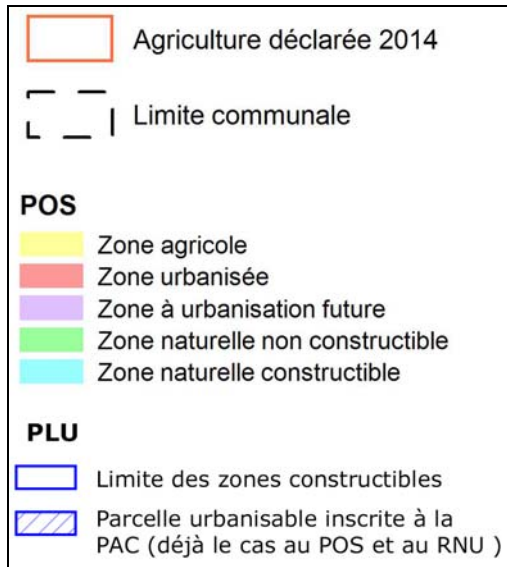 Agriculture déclarée 2014
Limite communale
POS
Zone agricole
Zone urbanisée
Zone à urbanisation future
Zone naturelle non constructible
Zone naturelle constructible
PLU
Limite des zones constructibles
Parcelle urbanisable inscrite à la
PAC (déjà le cas au POS et au RNU )